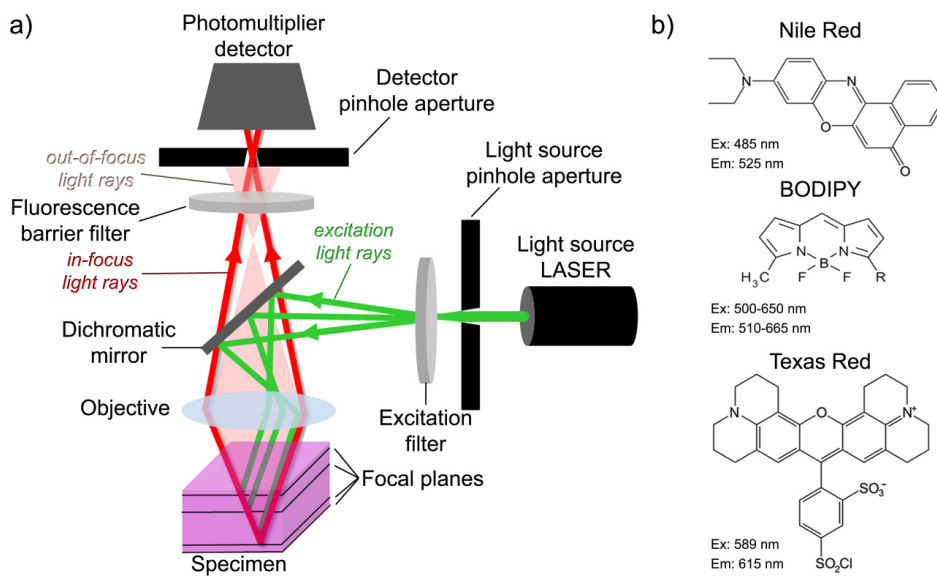 a)
Photomultiplier
detector
Detector
pinhole aperture
out-of-focus
light rays
Light source
pinhole aperture
Fluorescence
barrier filter
excitation
light rays
in-focus
light rays
Light source
LASER
Dichromatic
mirror
Objective
Excitation
filter
Focal planes
Specimen
b)
Nile Red
N
N
O
O
Ex: 485 nm
Em: 525 nm
BODIPY
N
B
N
H₃C
F
F
R
Ex: 500-650 nm
Em: 510-665 nm
Texas Red
N
O
N⁺
SO₃⁻
SO₂Cl
Ex: 589 nm
Em: 615 nm